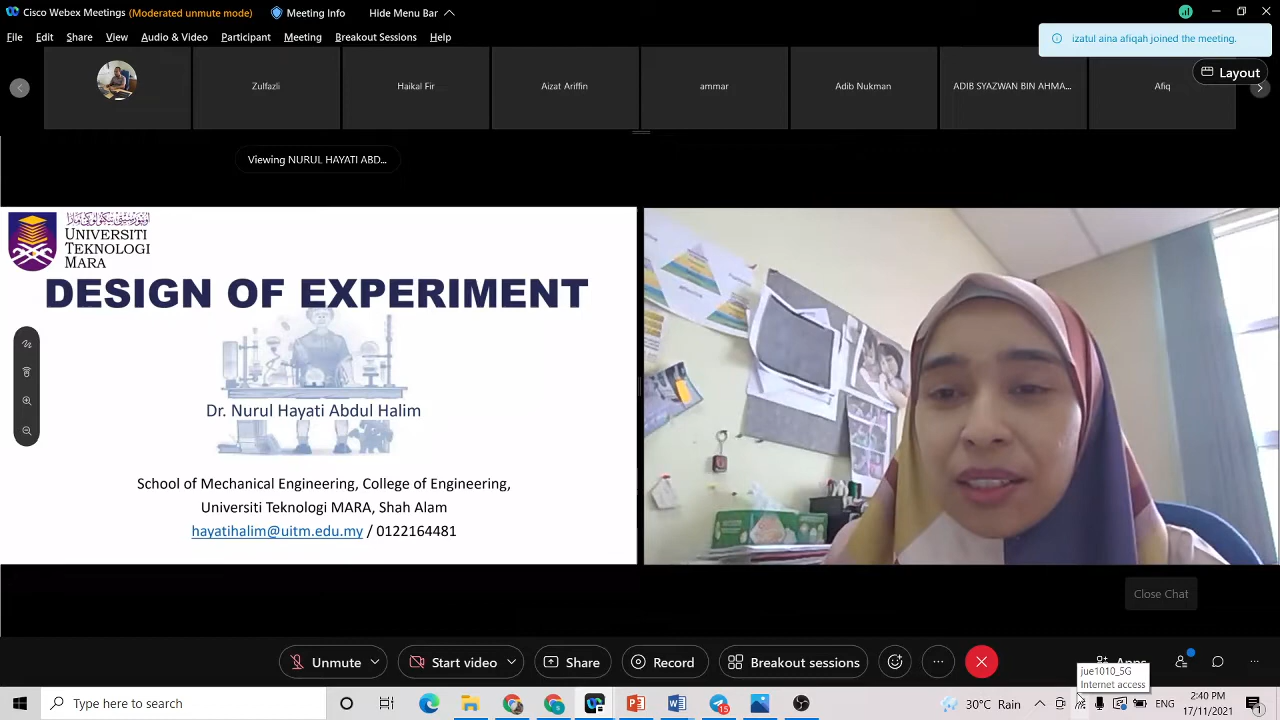 Cisco Webex Meetings (Moderated unmute mode) Meeting Info Hide Menu Bar
File Edit Share View Audio & Video Participant Meeting Breakout Sessions Help
izatul aina afiqah joined the meeting.
Layout
Zulfazli Haikal Fir Aizat Ariffin ammar Adib Nukman ADIB SYAZWAN BIN AHMA... Afiq
Viewing NURUL HAYATI ABD...
UNIVERSITI
TEKNOLOGI
MARA
DESIGN OF EXPERIMENT
Dr. Nurul Hayati Abdul Halim
School of Mechanical Engineering, College of Engineering,
Universiti Teknologi MARA, Shah Alam
hayatihalim@uitm.edu.my / 0122164481
Close Chat
Unmute Start video Share Record Breakout sessions Apps
jue1010_5G
Internet access
Type here to search
15
30°C Rain
ENG
2:40 PM
17/11/2021
1